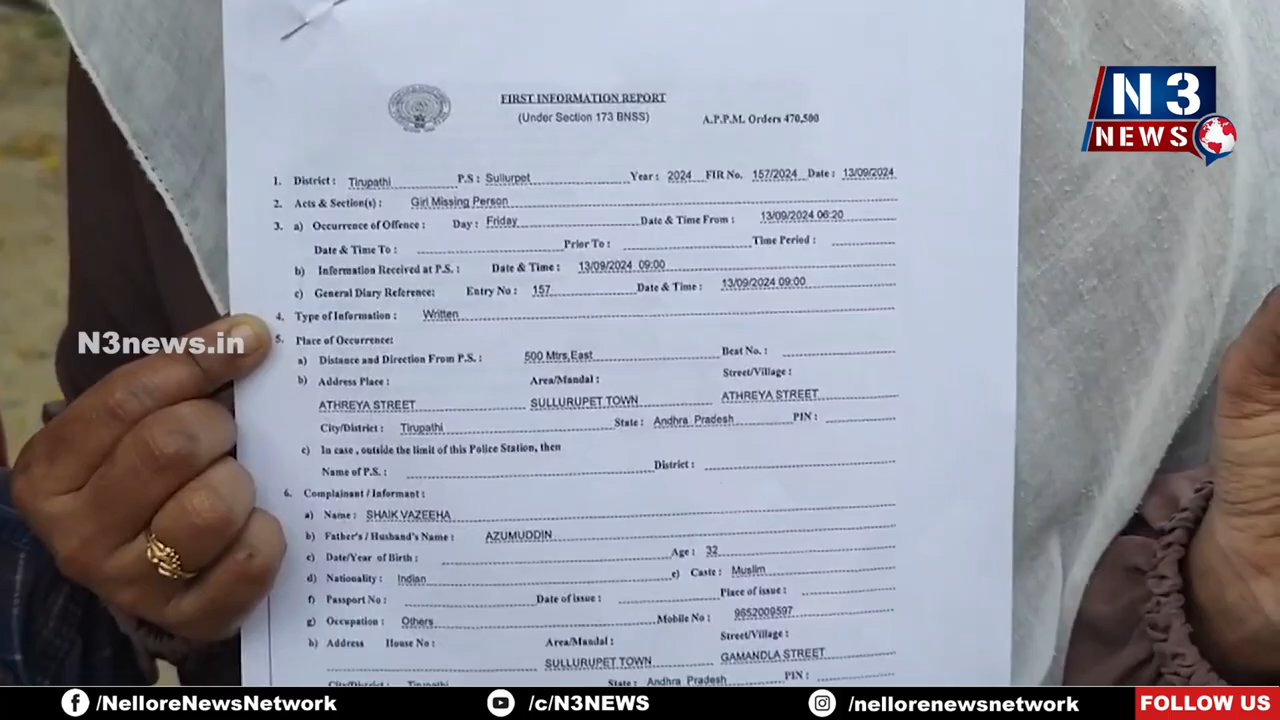 FIRST INFORMATION REPORT
(Under Section 173 BNSS) A.P.P.M. Orders 470,500
1. District : Tirupathi P.S : Sullurpet Year : 2024 FIR No. 157/2024 Date : 13/09/2024
2. Acts & Section(s) : Girl Missing Person
3. a) Occurrence of Offence : Day : Friday Date & Time From : 13/09/2024 06:20
Date & Time To : Prior To : Time Period :
b) Information Received at P.S. : Date & Time : 13/09/2024 09:00
c) General Diary Reference: Entry No : 157 Date & Time : 13/09/2024 09:00
4. Type of Information : Written
5. Place of Occurrence:
a) Distance and Direction From P.S. : 500 Mtrs,East Beat No. :
b) Address Place : Area/Mandal : Street/Village :
ATHREYA STREET SULLURUPET TOWN ATHREYA STREET
City/District : Tirupathi State : Andhra Pradesh PIN :
c) In case , outside the limit of this Police Station, then
Name of P.S. : District :
6. Complainant / Informant :
a) Name : SHAIK VAZEEHA
b) Father's / Husband's Name : AZUMUDDIN
c) Date/Year of Birth : Age : 32
d) Nationality : Indian e) Caste : Muslim
f) Passport No : Date of issue : Place of issue :
g) Occupation : Others Mobile No : 9652009597
h) Address House No : Area/Mandal : Street/Village :
SULLURUPET TOWN GAMANDLA STREET
City/District : Tirupathi State : Andhra Pradesh PIN :
N3 NEWS
N3news.in
/NelloreNewsNetwork /c/N3NEWS /nellorenewsnetwork FOLLOW US